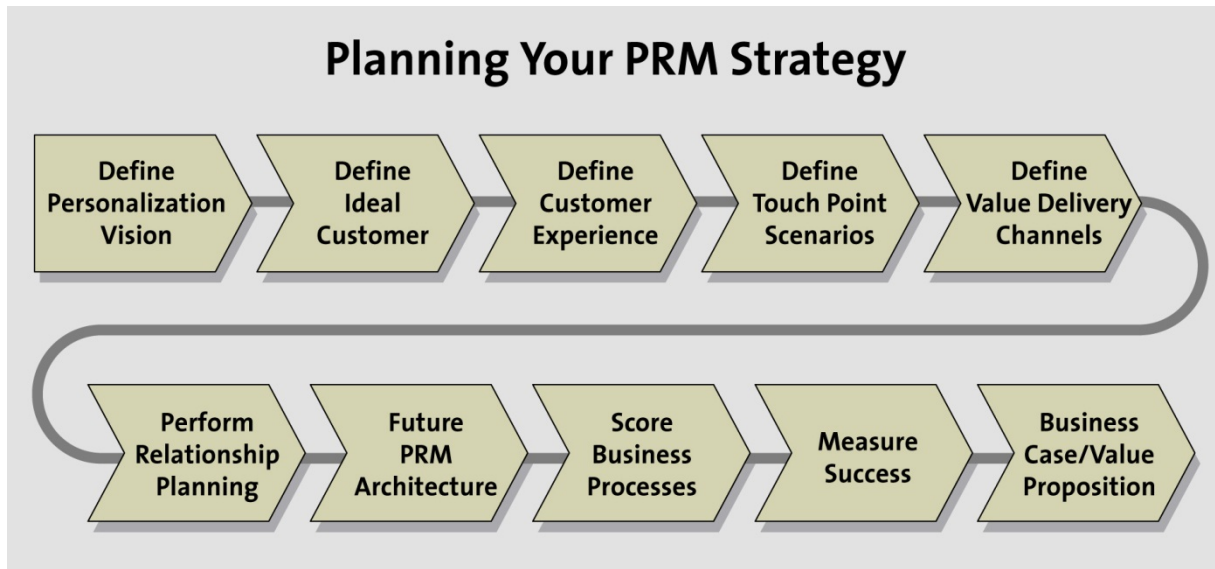 Planning Your PRM Strategy
Define
Personalization
Vision
Define
Ideal
Customer
Define
Customer
Experience
Define
Touch Point
Scenarios
Define
Value Delivery
Channels
Perform
Relationship
Planning
Future
PRM
Architecture
Score
Business
Processes
Measure
Success
Business
Case/Value
Proposition